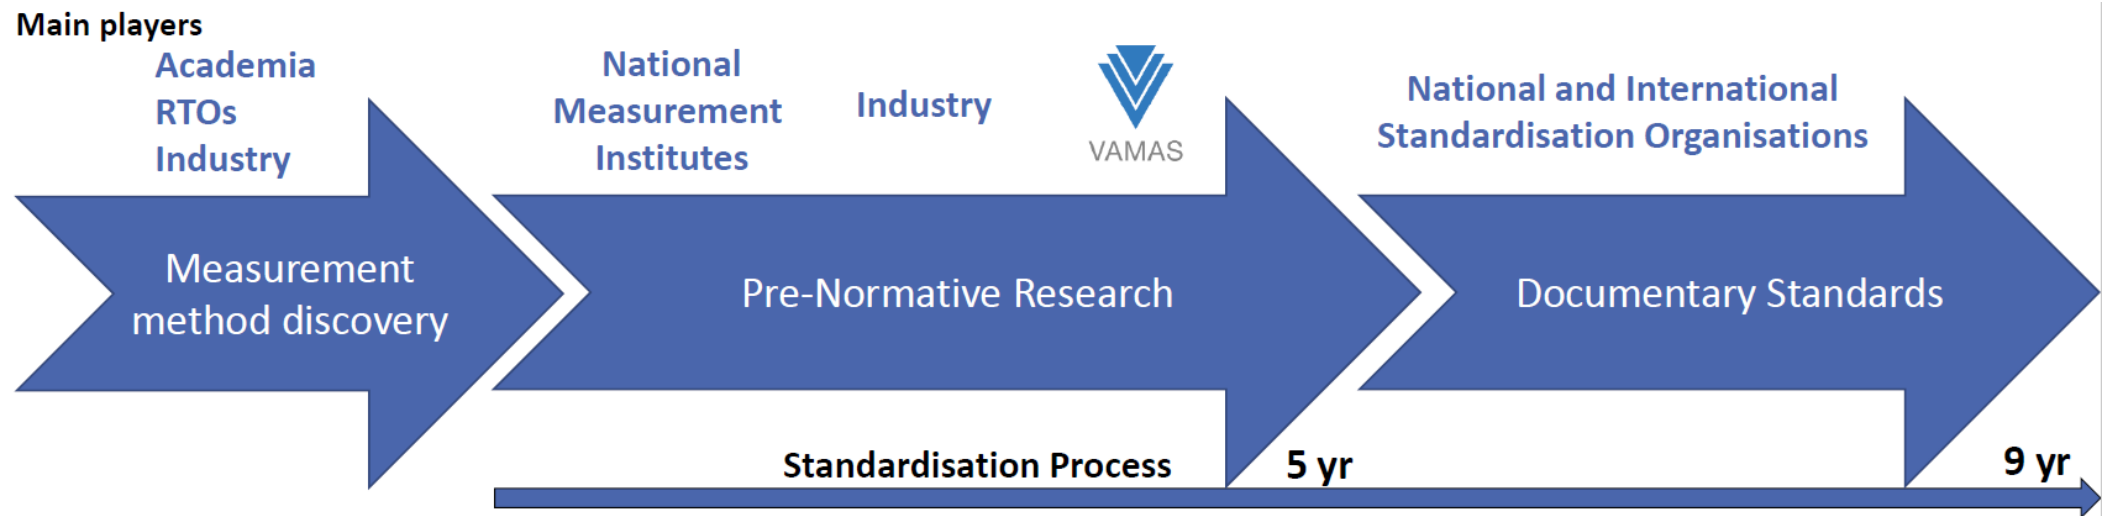 Main players
Academia
RTOs
Industry
National
Measurement
Institutes
Industry
VAMAS
National and International
Standardisation Organisations
Measurement
method discovery
Pre-Normative Research
Documentary Standards
Standardisation Process
5 yr
9 yr